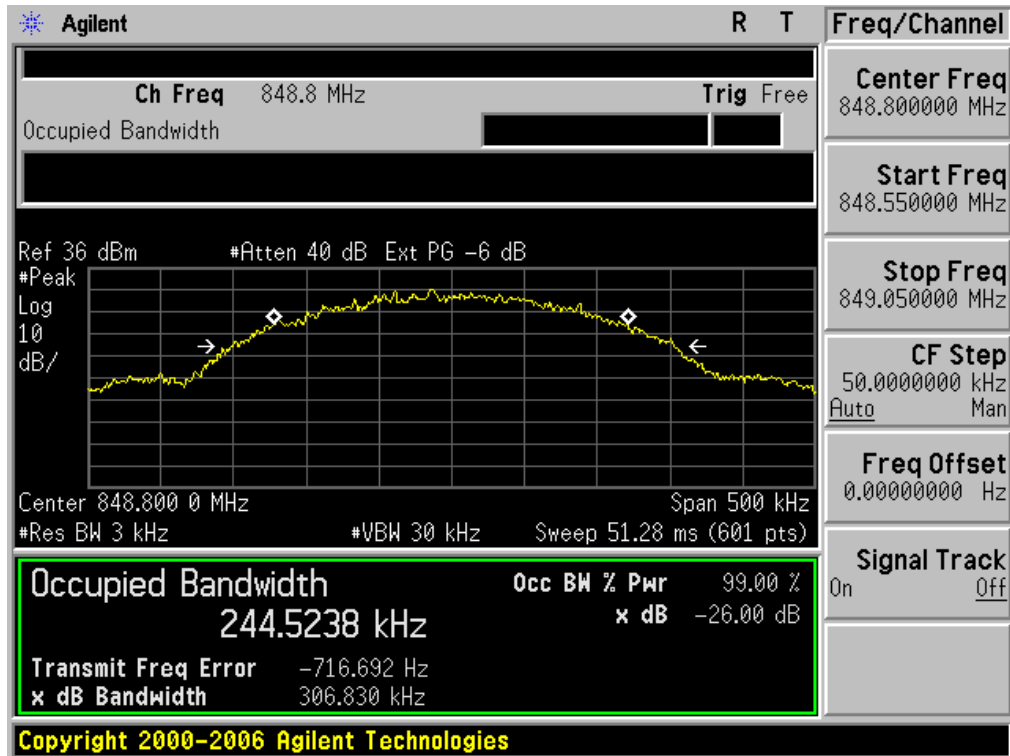 Agilent R T
Ch Freq 848.8 MHz Trig Free
Occupied Bandwidth
Ref 36 dBm #Atten 40 dB Ext PG -6 dB
#Peak
Log
10
dB/
Center 848.800 0 MHz Span 500 kHz
#Res BW 3 kHz #VBW 30 kHz Sweep 51.28 ms (601 pts)
Occupied Bandwidth Occ BW % Pwr 99.00 %
244.5238 kHz x dB -26.00 dB
Transmit Freq Error -716.692 Hz
x dB Bandwidth 306.830 kHz
Copyright 2000-2006 Agilent Technologies
Freq/Channel
Center Freq
848.800000 MHz
Start Freq
848.550000 MHz
Stop Freq
849.050000 MHz
CF Step
50.0000000 kHz
Auto Man
Freq Offset
0.00000000 Hz
Signal Track
On Off